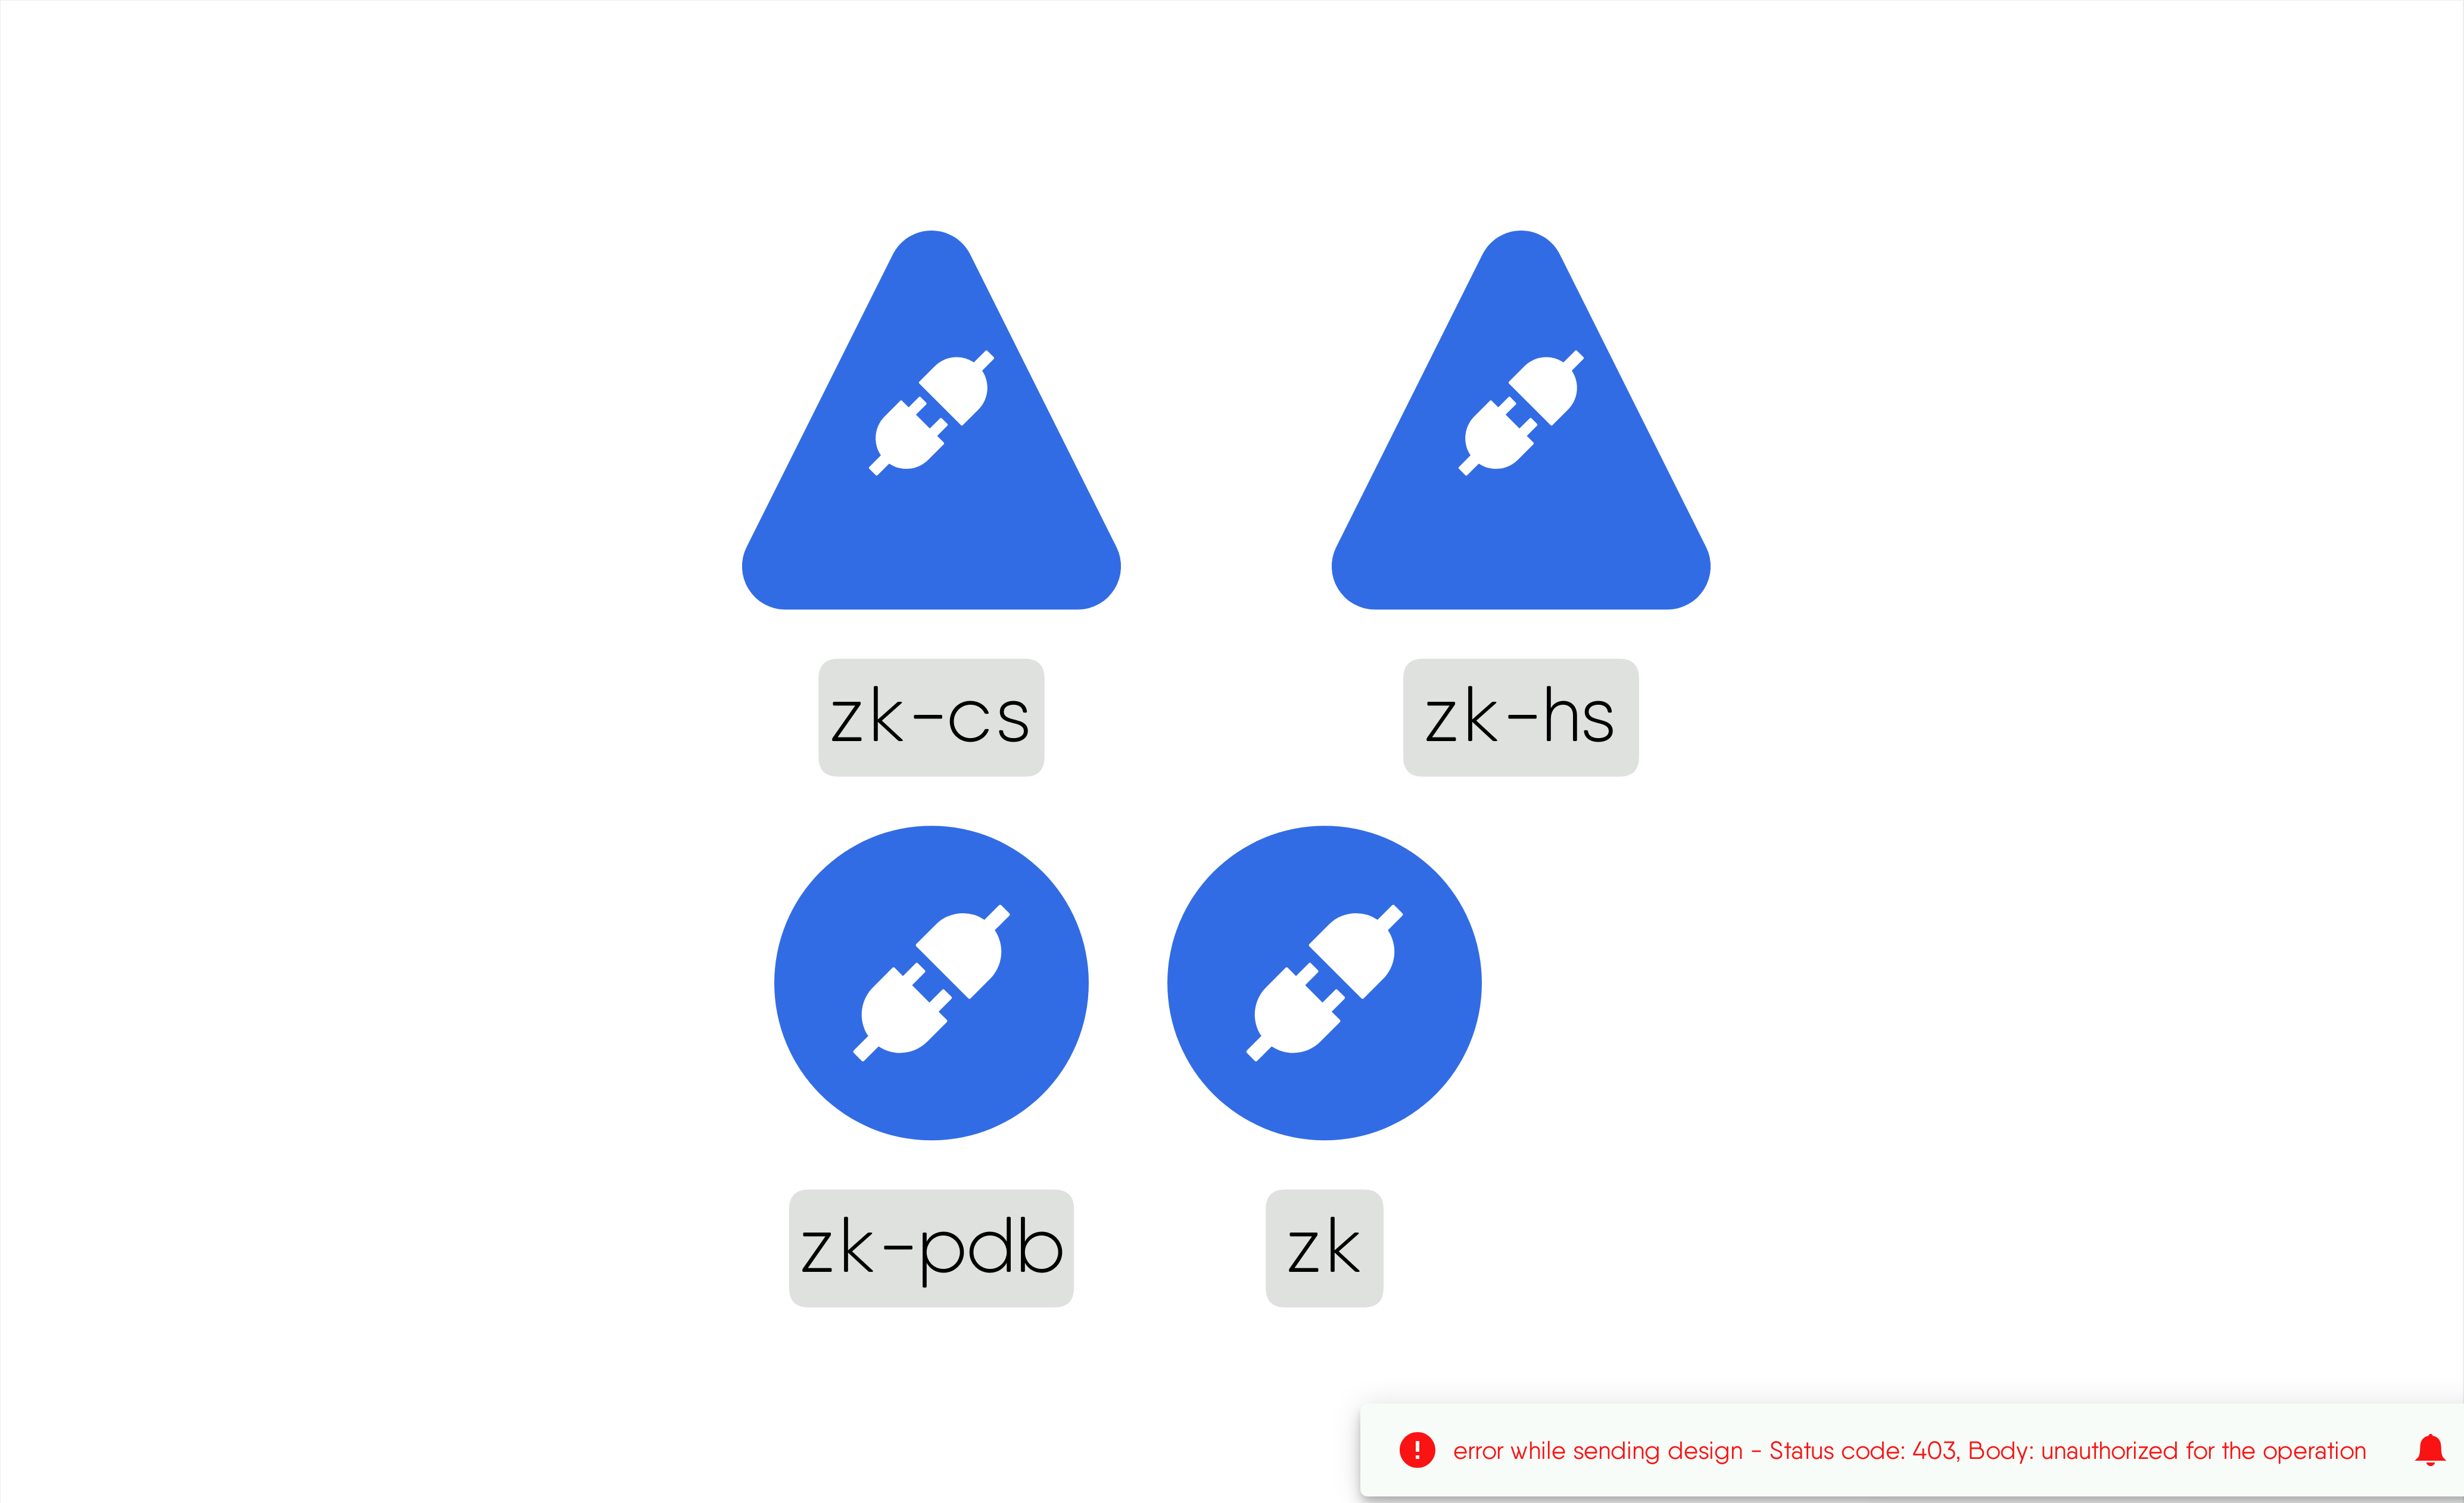 zk-cs
zk-hs
zk-pdb
zk
error while sending design - Status code: 403, Body: unauthorized for the operation